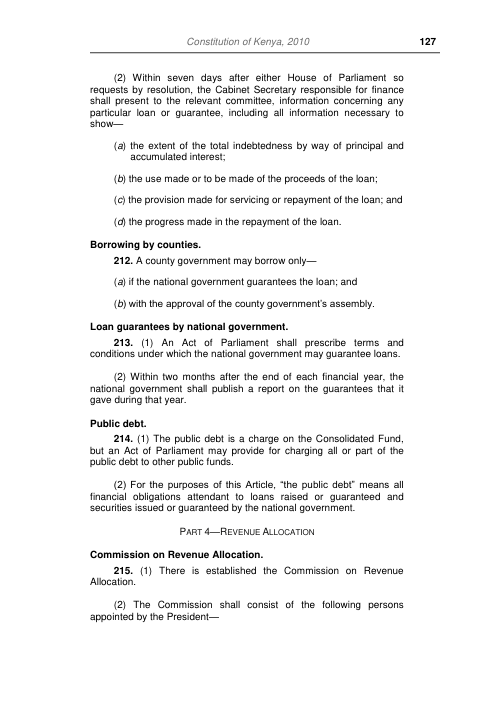 Constitution of Kenya, 2010 127
(2) Within seven days after either House of Parliament so
requests by resolution, the Cabinet Secretary responsible for finance
shall present to the relevant committee, information concerning any
particular loan or guarantee, including all information necessary to
show—
(a) the extent of the total indebtedness by way of principal and
accumulated interest;
(b) the use made or to be made of the proceeds of the loan;
(c) the provision made for servicing or repayment of the loan; and
(d) the progress made in the repayment of the loan.
Borrowing by counties.
212. A county government may borrow only—
(a) if the national government guarantees the loan; and
(b) with the approval of the county government's assembly.
Loan guarantees by national government.
213. (1) An Act of Parliament shall prescribe terms and
conditions under which the national government may guarantee loans.
(2) Within two months after the end of each financial year, the
national government shall publish a report on the guarantees that it
gave during that year.
Public debt.
214. (1) The public debt is a charge on the Consolidated Fund,
but an Act of Parliament may provide for charging all or part of the
public debt to other public funds.
(2) For the purposes of this Article, “the public debt” means all
financial obligations attendant to loans raised or guaranteed and
securities issued or guaranteed by the national government.
PART 4—REVENUE ALLOCATION
Commission on Revenue Allocation.
215. (1) There is established the Commission on Revenue
Allocation.
(2) The Commission shall consist of the following persons
appointed by the President—